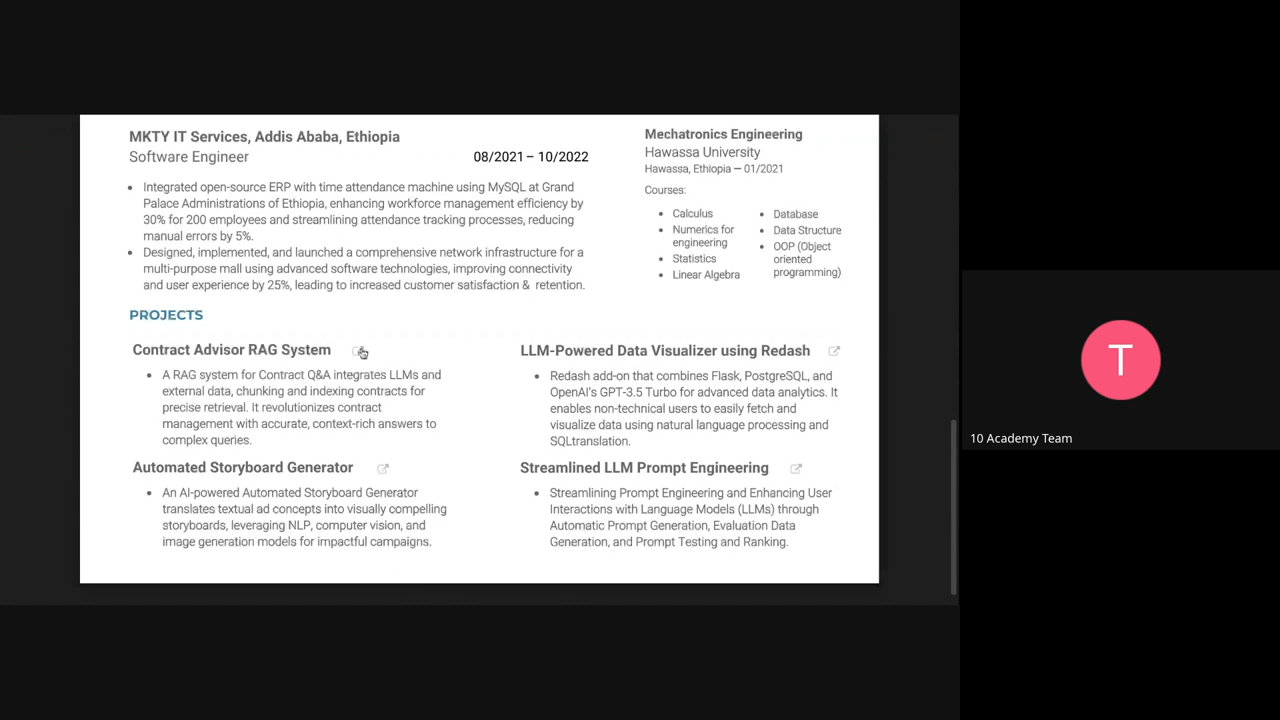 MKTY IT Services, Addis Ababa, Ethiopia
Software Engineer 08/2021 – 10/2022
Integrated open-source ERP with time attendance machine using MySQL at Grand
Palace Administrations of Ethiopia, enhancing workforce management efficiency by
30% for 200 employees and streamlining attendance tracking processes, reducing
manual errors by 5%.
Designed, implemented, and launched a comprehensive network infrastructure for a
multi-purpose mall using advanced software technologies, improving connectivity
and user experience by 25%, leading to increased customer satisfaction & retention.
Mechatronics Engineering
Hawassa University
Hawassa, Ethiopia — 01/2021
Courses:
Calculus
Numerics for
engineering
Statistics
Linear Algebra
Database
Data Structure
OOP (Object
oriented
programming)
PROJECTS
Contract Advisor RAG System
A RAG system for Contract Q&A integrates LLMs and
external data, chunking and indexing contracts for
precise retrieval. It revolutionizes contract
management with accurate, context-rich answers to
complex queries.
LLM-Powered Data Visualizer using Redash
Redash add-on that combines Flask, PostgreSQL, and
OpenAI's GPT-3.5 Turbo for advanced data analytics. It
enables non-technical users to easily fetch and
visualize data using natural language processing and
SQLtranslation.
Automated Storyboard Generator
An AI-powered Automated Storyboard Generator
translates textual ad concepts into visually compelling
storyboards, leveraging NLP, computer vision, and
image generation models for impactful campaigns.
Streamlined LLM Prompt Engineering
Streamlining Prompt Engineering and Enhancing User
Interactions with Language Models (LLMs) through
Automatic Prompt Generation, Evaluation Data
Generation, and Prompt Testing and Ranking.
T
10 Academy Team